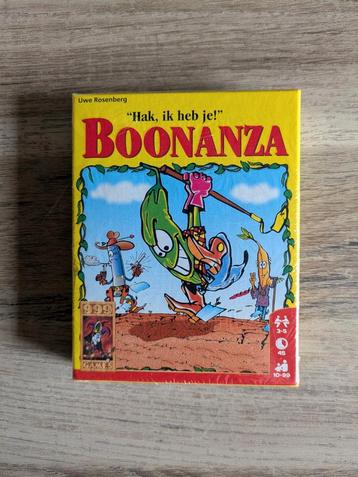 Uwe Rosenberg
"Hak, ik heb je!"
BOONANZA
999
GAMES
3-5
45
10-99